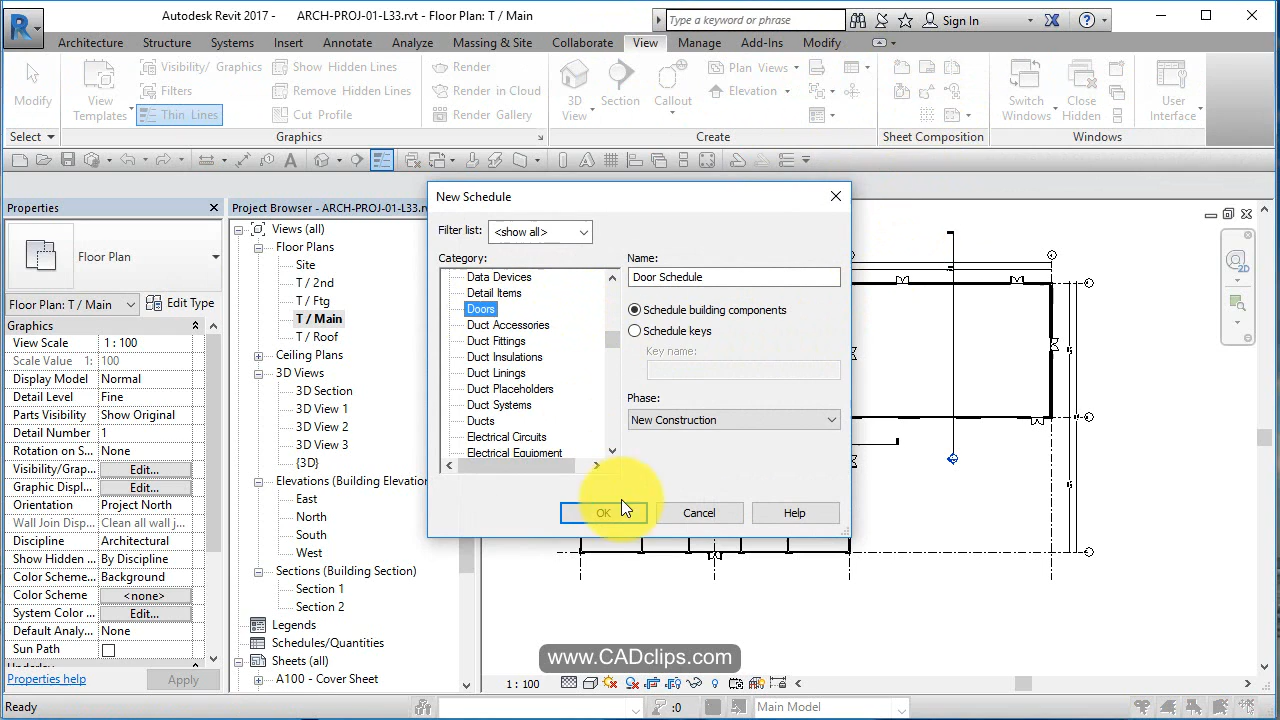 Autodesk Revit 2017 - ARCH-PROJ-01-L33.rvt - Floor Plan: T / Main
Type a keyword or phrase
Sign In
Architecture Structure Systems Insert Annotate Analyze Massing & Site Collaborate View Manage Add-Ins Modify
Modify
View Templates
Visibility/ Graphics
Filters
Thin Lines
Show Hidden Lines
Remove Hidden Lines
Cut Profile
Render
Render in Cloud
Render Gallery
3D View
Section
Callout
Plan Views
Elevation
Switch Windows
Close Hidden
User Interface
Select
Graphics
Create
Sheet Composition
Windows
Properties
Floor Plan
Floor Plan: T / Main
Edit Type
Graphics
View Scale 1 : 100
Scale Value 1: 100
Display Model Normal
Detail Level Fine
Parts Visibility Show Original
Detail Number 1
Rotation on S... None
Visibility/Grap... Edit...
Graphic Displ... Edit...
Orientation Project North
Wall Join Disp... Clean all wall j...
Discipline Architectural
Show Hidden ... By Discipline
Color Scheme... Background
Color Scheme <none>
System Color ... Edit...
Default Analy... None
Sun Path
Underlay
Properties help
Apply
Project Browser - ARCH-PROJ-01-L33.rvt
Views (all)
Floor Plans
Site
T / 2nd
T / Ftg
T / Main
T / Roof
Ceiling Plans
3D Views
3D Section
3D View 1
3D View 2
3D View 3
{3D}
Elevations (Building Elevation
East
North
South
West
Sections (Building Section)
Section 1
Section 2
Legends
Schedules/Quantities
Sheets (all)
A100 - Cover Sheet
New Schedule
Filter list: <show all>
Category:
Data Devices
Detail Items
Doors
Duct Accessories
Duct Fittings
Duct Insulations
Duct Linings
Duct Placeholders
Duct Systems
Ducts
Electrical Circuits
Electrical Equipment
Name:
Door Schedule
Schedule building components
Schedule keys
Key name:
Phase:
New Construction
OK
Cancel
Help
2D
www.CADclips.com
1 : 100
Ready
:0
Main Model